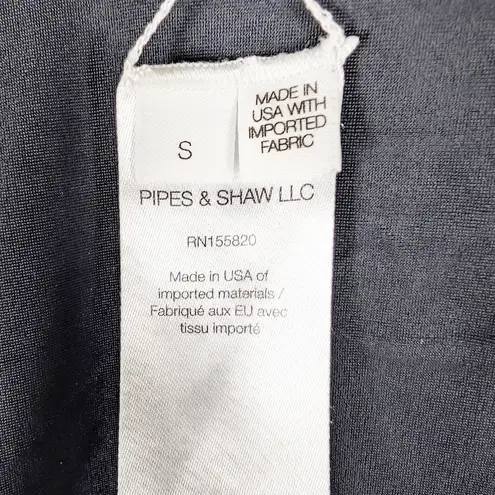 S
MADE IN
USA WITH
IMPORTED
FABRIC
PIPES & SHAW LLC
RN155820
Made in USA of
imported materials /
Fabriqué aux EU avec
tissu importé